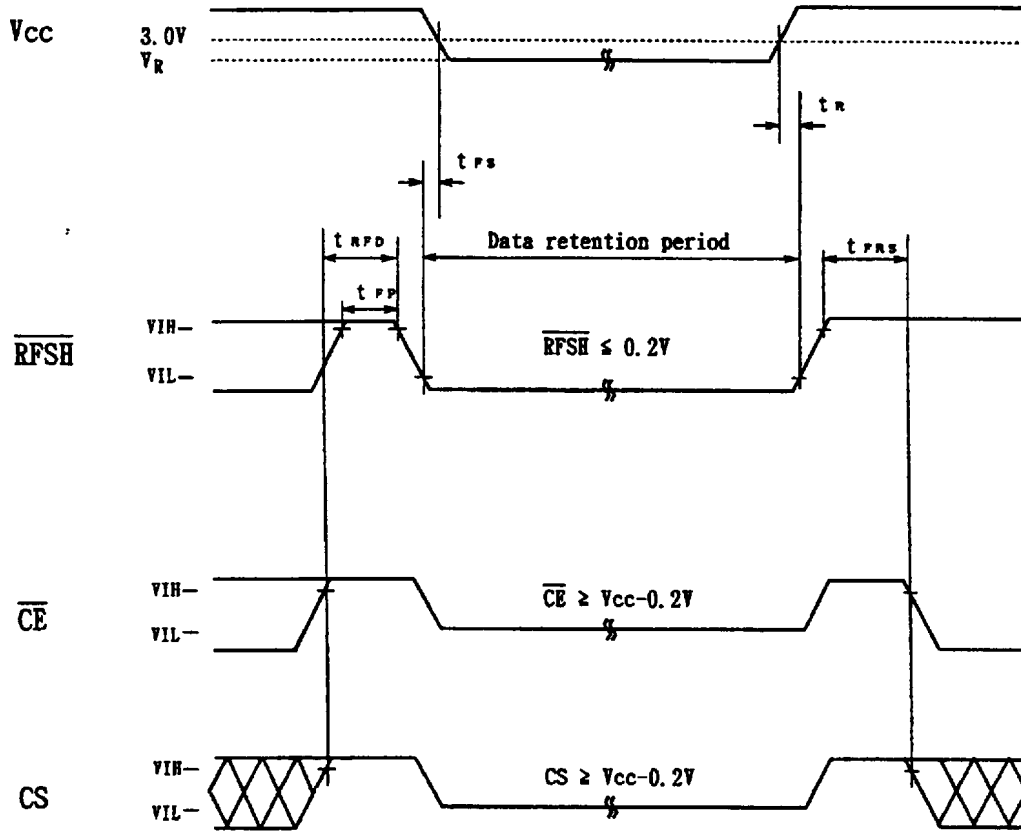 Vcc
3.0V
VR
tR
tFS
tRFD
Data retention period
tFRS
tFP
VIH
RFSH
RFSH ≦ 0.2V
VIL
VIH
CE
CE ≥ Vcc-0.2V
VIL
VIH
CS
CS ≥ Vcc-0.2V
VIL